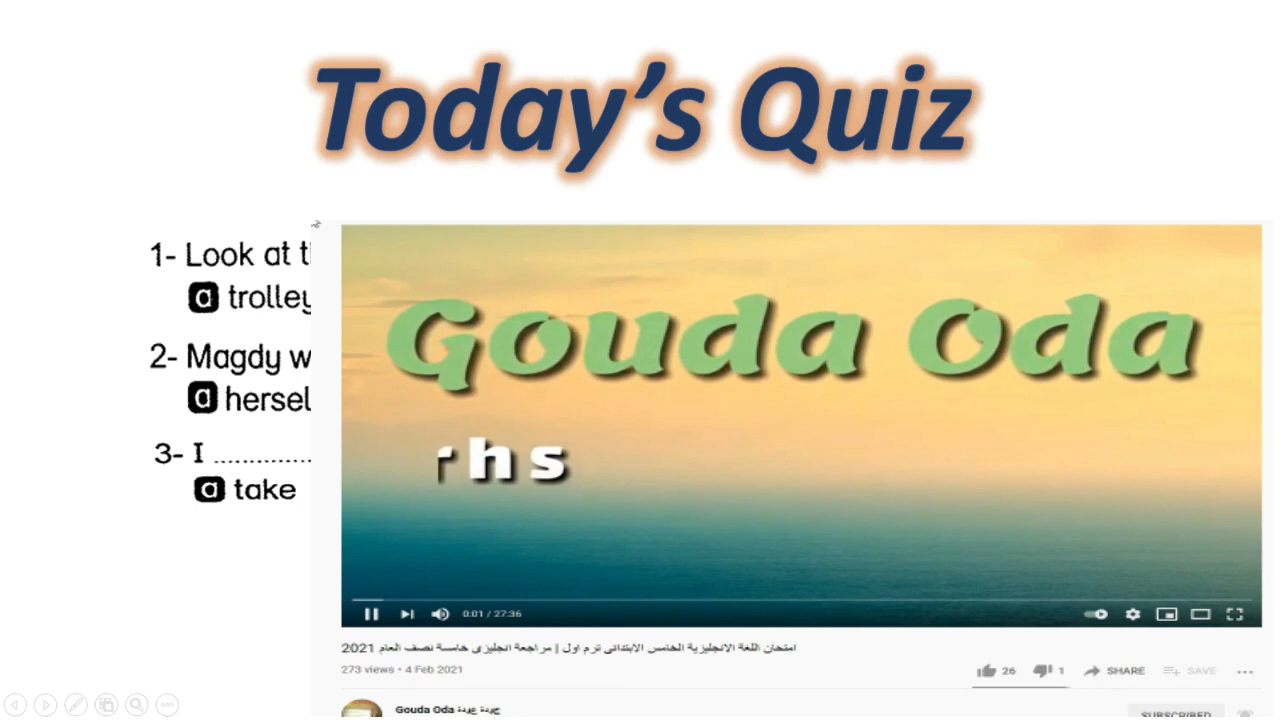 Today's Quiz
1- Look at
a trolley
2- Magdy
a
3- I ..............
a take
Gouda Oda
hs
0:01 / 27:36
امتحان اللغة الانجليزية الخامس الابتدائى ترم اول | مراجعة انجليزى خامسة نصف العام 2021
273 views • 4 Feb 2021
26
1
SHARE
SAVE
Gouda Oda جودة عودة
SUBSCRIBED